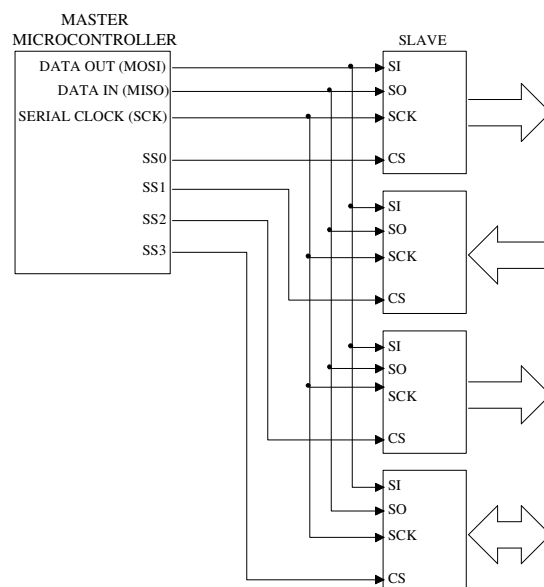 MASTER
MICROCONTROLLER
DATA OUT (MOSI)
DATA IN (MISO)
SERIAL CLOCK (SCK)
SS0
SS1
SS2
SS3
SLAVE
SI
SO
SCK
CS
SI
SO
SCK
CS
SI
SO
SCK
CS
SI
SO
SCK
CS